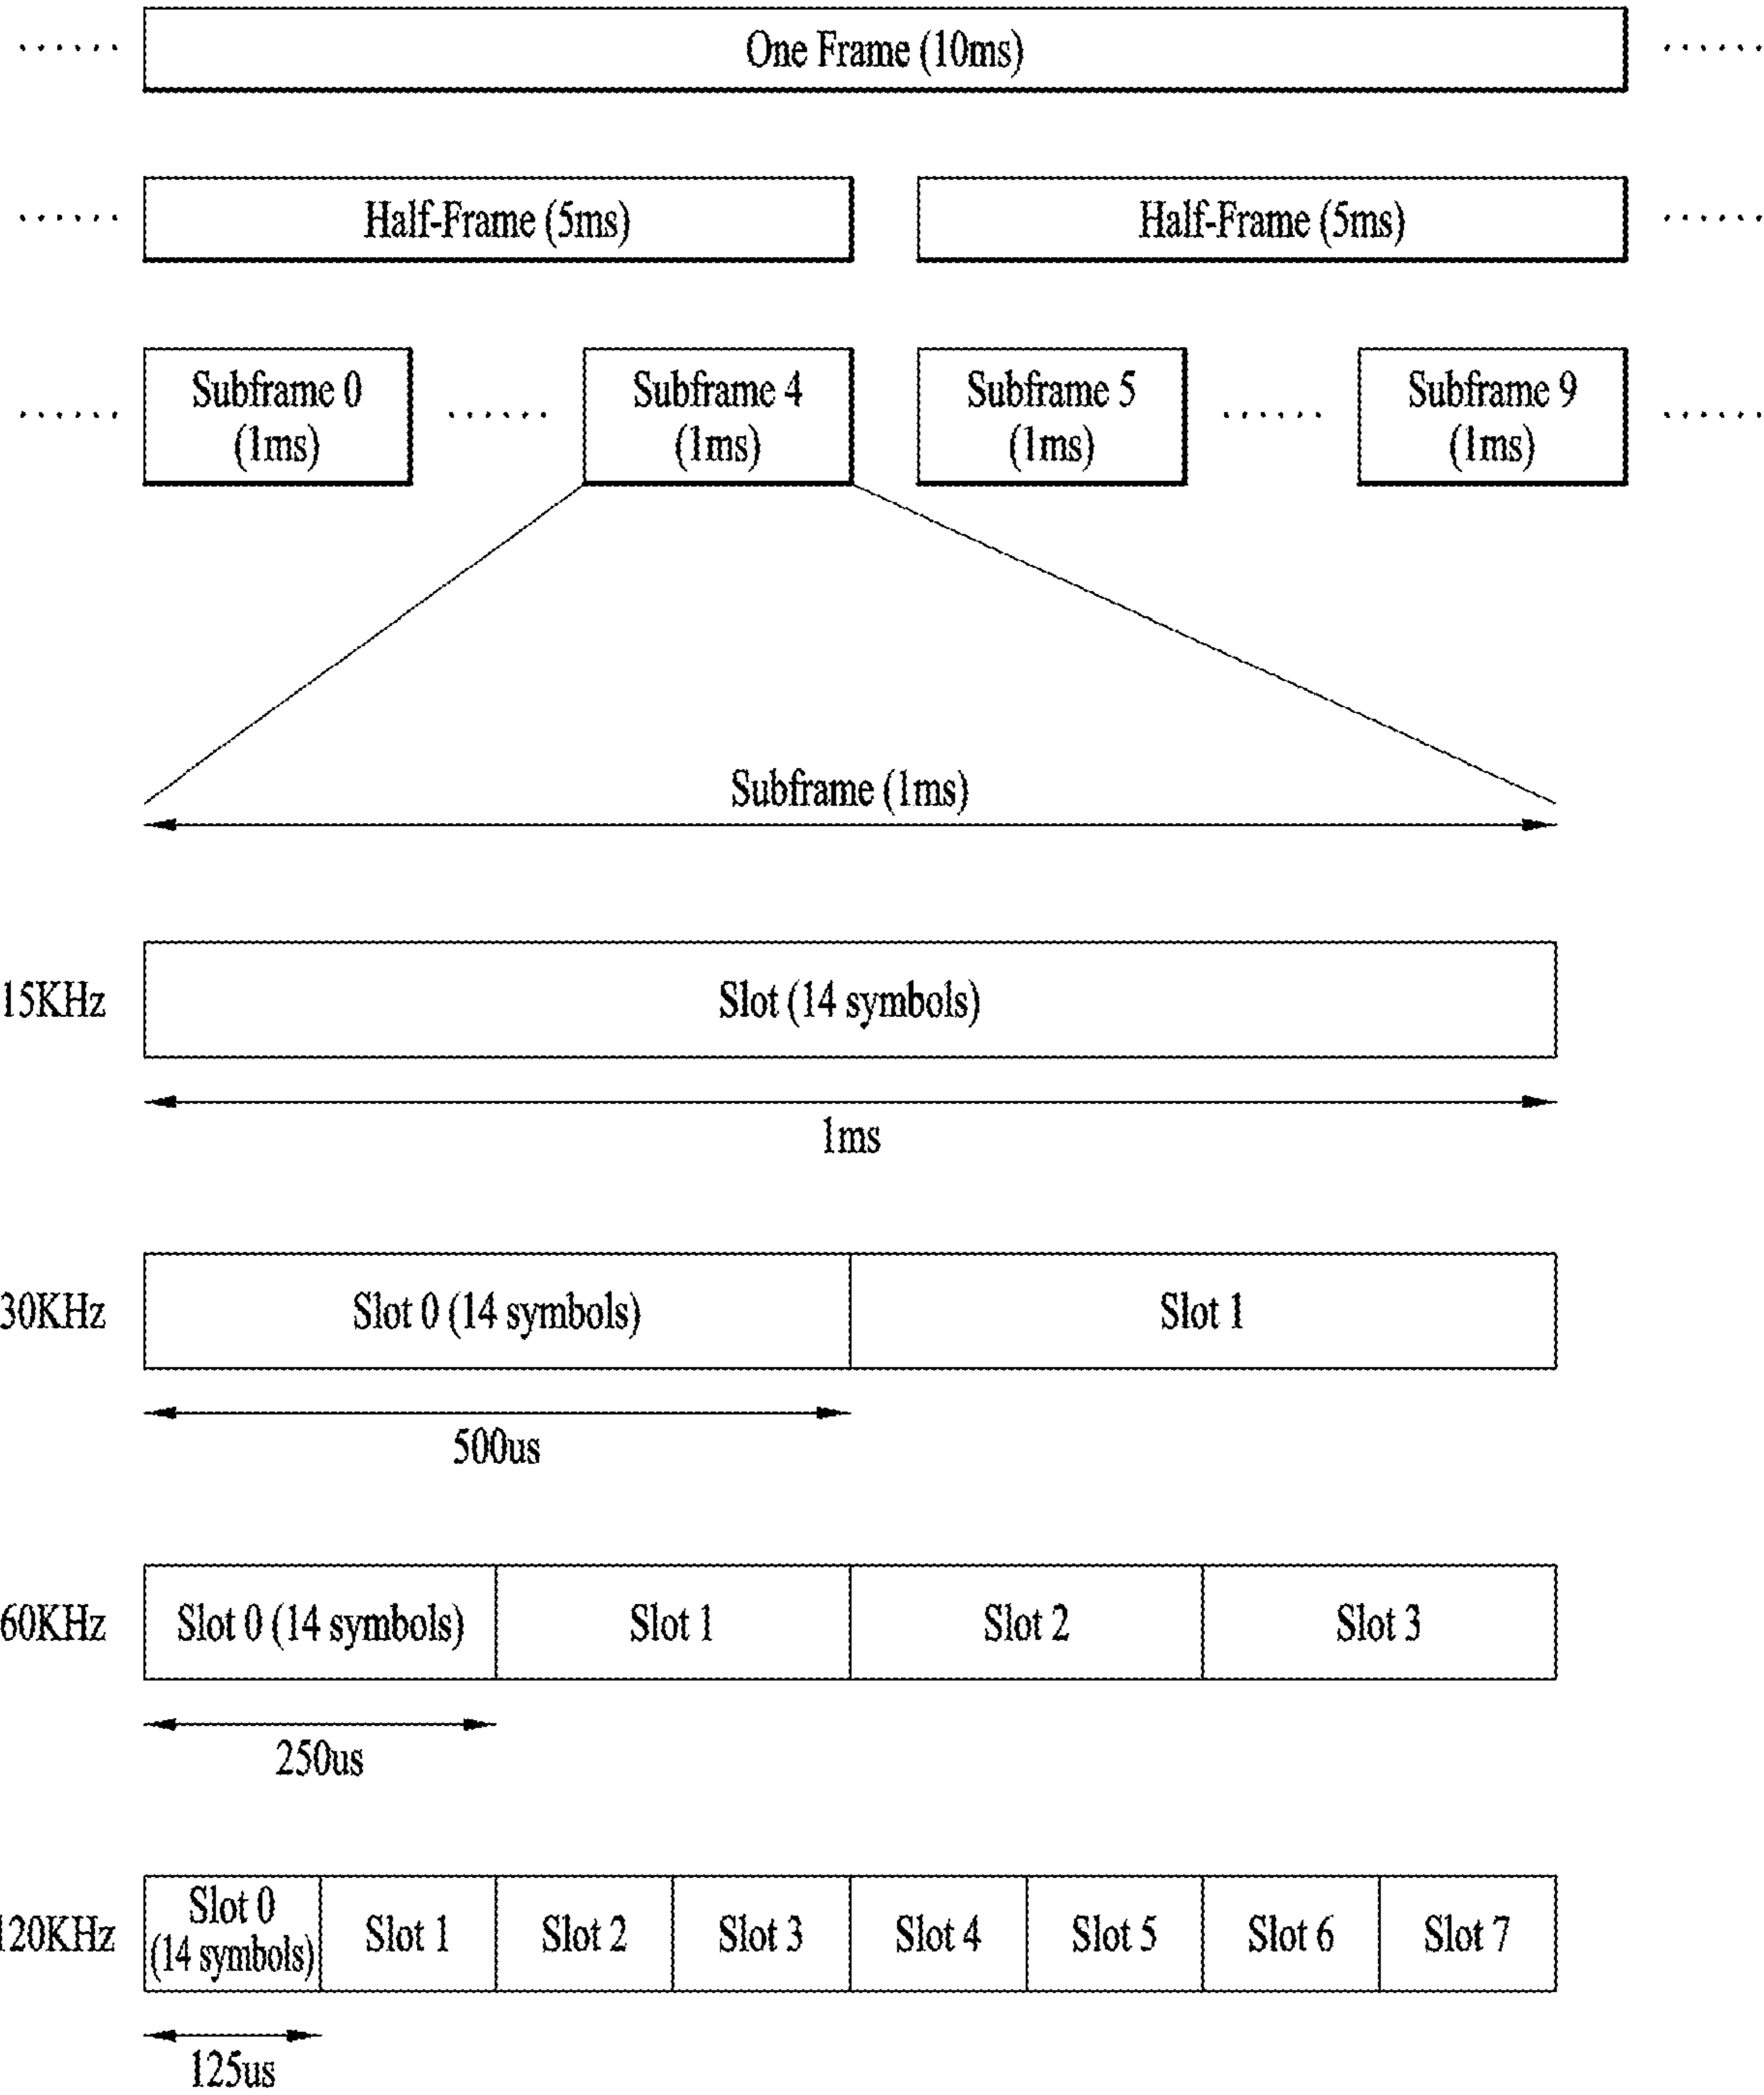 One Frame (10ms)
Half-Frame (5ms)
Half-Frame (5ms)
Subframe 0
(1ms)
Subframe 4
(1ms)
Subframe 5
(1ms)
Subframe 9
(1ms)
Subframe (1ms)
15KHz
Slot (14 symbols)
1ms
30KHz
Slot 0 (14 symbols)
Slot 1
500us
60KHz
Slot 0 (14 symbols)
Slot 1
Slot 2
Slot 3
250us
120KHz
Slot 0
(14 symbols)
Slot 1
Slot 2
Slot 3
Slot 4
Slot 5
Slot 6
Slot 7
125us